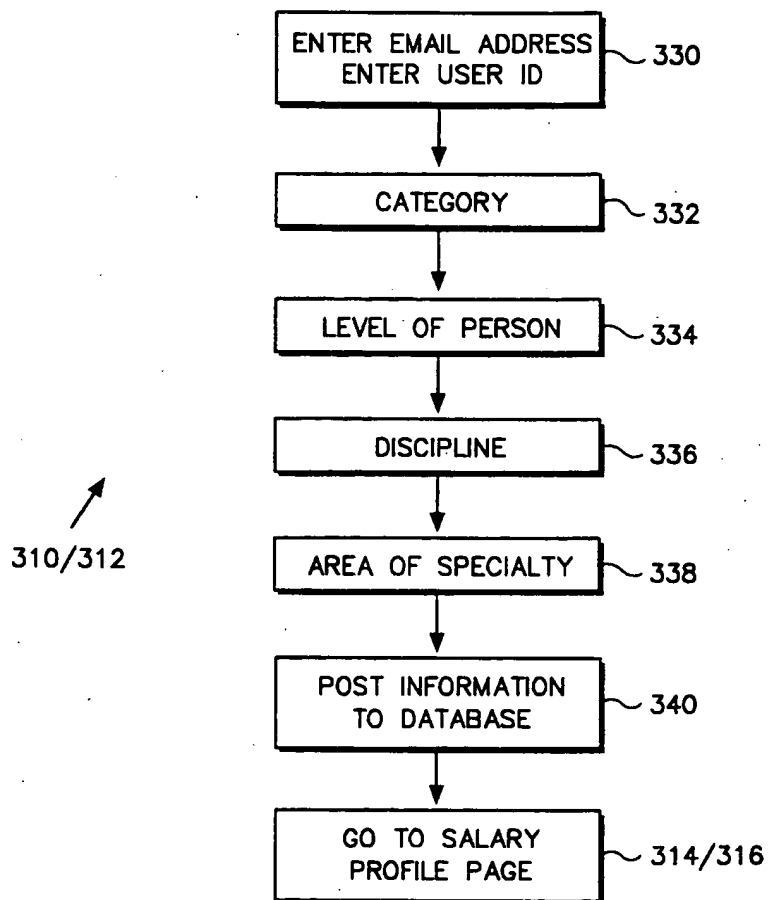 ENTER EMAIL ADDRESS
ENTER USER ID
330
CATEGORY
332
LEVEL OF PERSON
334
DISCIPLINE
336
310/312
AREA OF SPECIALTY
338
POST INFORMATION
TO DATABASE
340
GO TO SALARY
PROFILE PAGE
314/316